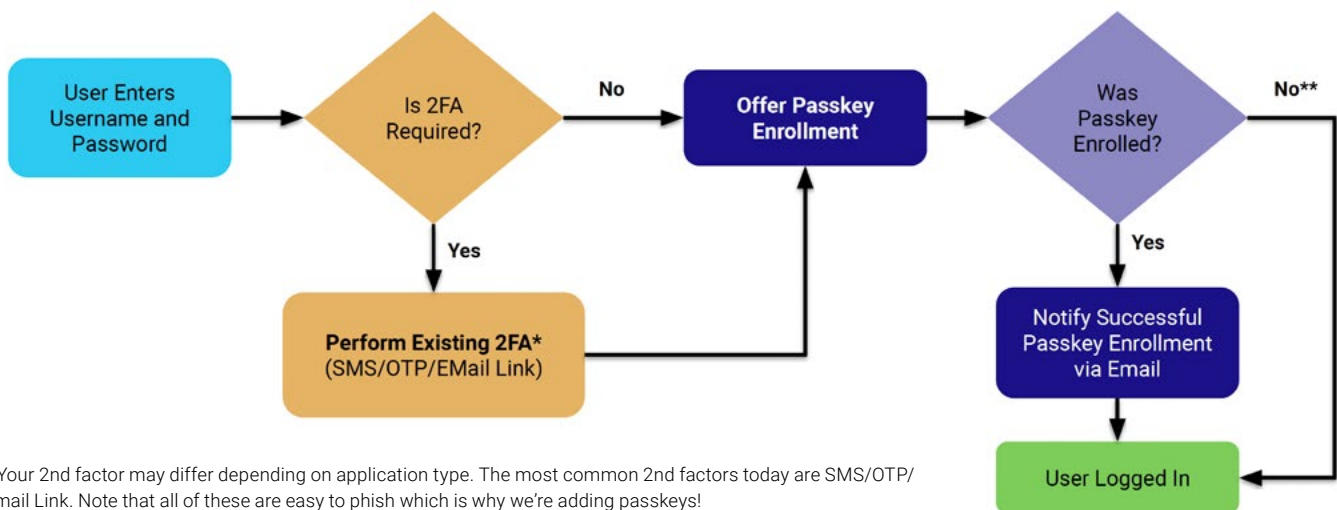 User Enters
Username and
Password
Is 2FA
Required?
No
Yes
Perform Existing 2FA*
(SMS/OTP/EMail Link)
Offer Passkey
Enrollment
Was
Passkey
Enrolled?
No**
Yes
Notify Successful
Passkey Enrollment
via Email
User Logged In
Your 2nd factor may differ depending on application type. The most common 2nd factors today are SMS/OTP/
mail Link. Note that all of these are easy to phish which is why we’re adding passkeys!